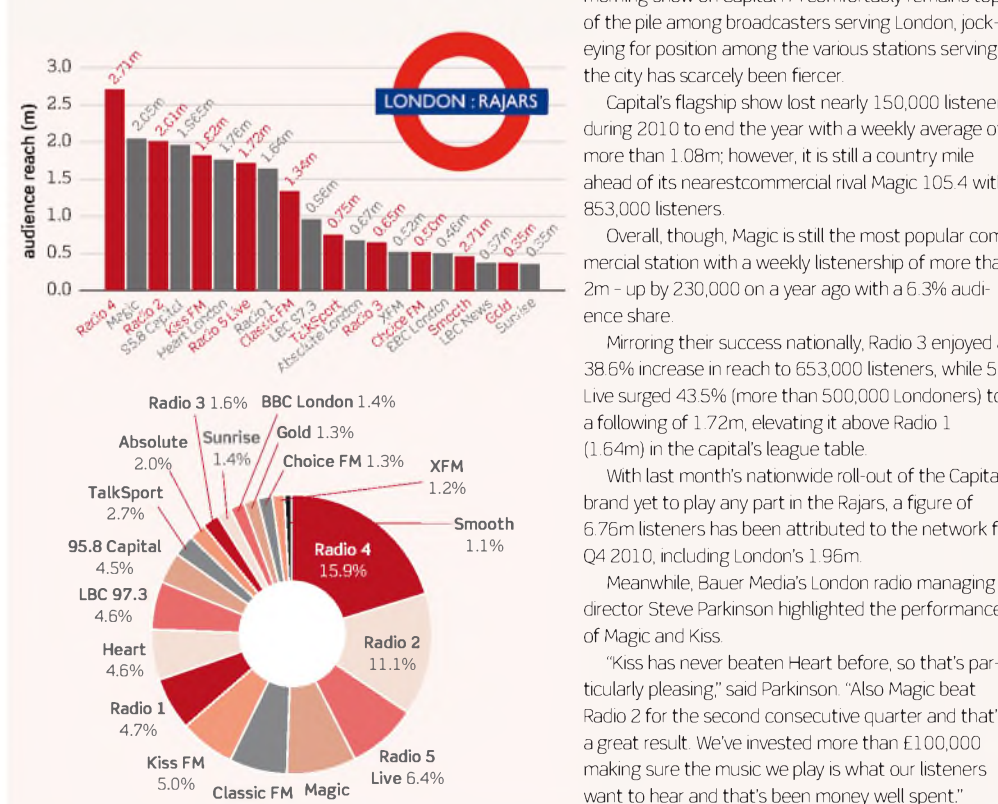 3.0
2.5
2.0
1.5
1.0
0.5
0.0
audience reach (m)
LONDON : RAJARS
2.71m
2.05m
2.01m
1.965m
1.82m
1.76m
1.72m
1.64m
1.34m
0.96m
0.75m
0.67m
0.65m
0.52m
0.50m
0.46m
2.71m
0.37m
0.35m
0.35m
Radio 4
Magic
Radio 2
95.8 Capital
Kiss FM
Heart London
Radio 5 Live
Radio 1
Classic FM
LBC 97.3
TalkSport
Absolute London
Radio 3
XFM
Choice FM
BBC London
Smooth
LBC News
Gold
Sunrise
Radio 3 1.6%
BBC London 1.4%
Absolute
2.0%
Sunrise
1.4%
Gold 1.3%
Choice FM 1.3%
XFM
1.2%
TalkSport
2.7%
Smooth
1.1%
95.8 Capital
4.5%
Radio 4
15.9%
LBC 97.3
4.6%
Heart
4.6%
Radio 2
11.1%
Radio 1
4.7%
Kiss FM
5.0%
Radio 5
Live 6.4%
Classic FM
Magic
of the pile among broadcasters serving London, jock-
eying for position among the various stations serving
the city has scarcely been fiercer.
Capital's flagship show lost nearly 150,000
during 2010 to end the year with a weekly average
more than 1.08m; however, it is still a country mile
ahead of its nearestcommercial rival Magic 105.4
853,000 listeners.
Overall, though, Magic is still the most popular com
mercial station with a weekly listenership of more
2m – up by 230,000 on a year ago with a 6.3% audi-
ence share.
Mirroring their success nationally, Radio 3 enjoyed
38.6% increase in reach to 653,000 listeners, while 5
Live surged 43.5% (more than 500,000 Londoners)
a following of 1.72m, elevating it above Radio 1
(1.64m) in the capital's league table.
With last month's nationwide roll-out of the Capita
brand yet to play any part in the Rajars, a figure of
6.76m listeners has been attributed to the network f
Q4 2010, including London's 1.96m.
Meanwhile, Bauer Media's London radio managing
director Steve Parkinson highlighted the performance
of Magic and Kiss.
"Kiss has never beaten Heart before, so that's par-
ticularly pleasing," said Parkinson. "Also Magic beat
Radio 2 for the second consecutive quarter and that'
a great result. We've invested more than £100,000
making sure the music we play is what our listeners
want to hear and that's been money well spent."